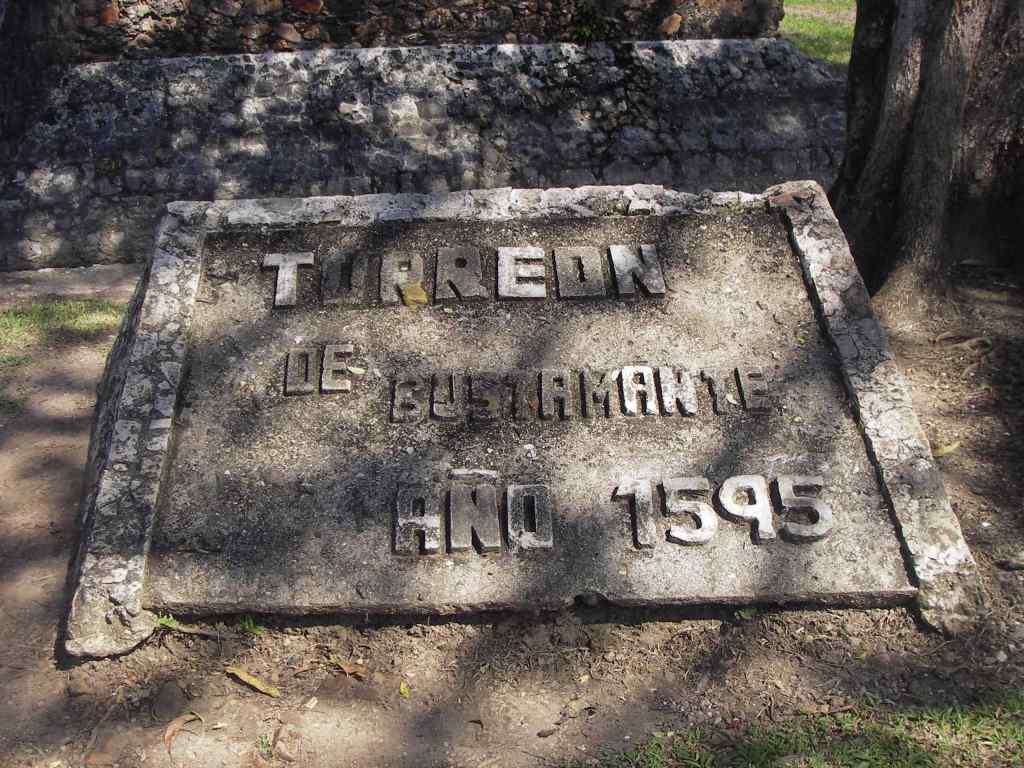 TURREON
DE BUSTAMANTE
AÑO 1595